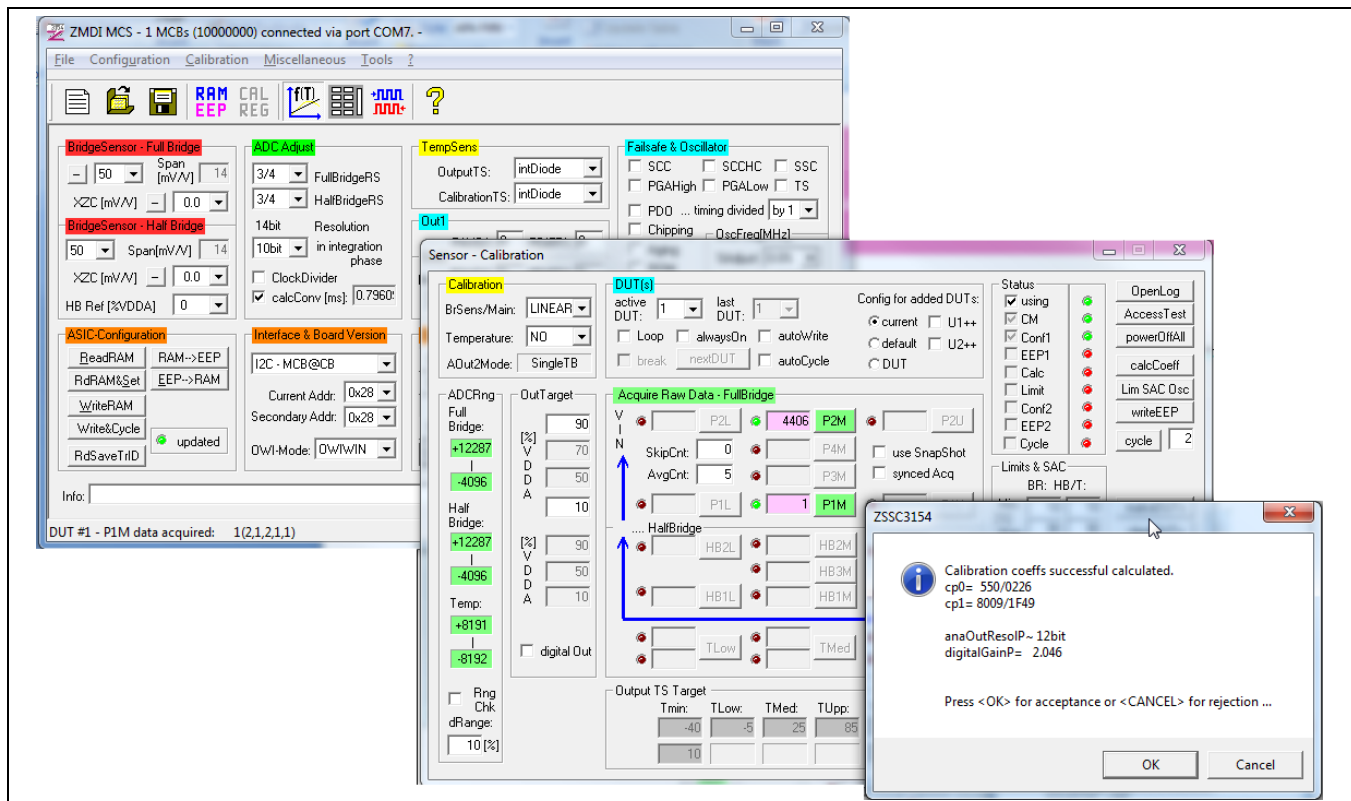 ZMDI MCS - 1 MCBs (10000000) connected via port COM7. -
File Configuration Calibration Miscellaneous Tools ?
RAM EEP CAL REG f(T) ?
BridgeSensor - Full Bridge
- 50 Span [mV/V] 14
XZC [mV/V] - 0.0
BridgeSensor - Half Bridge
50 Span[mV/V] 14
XZC [mV/V] - 0.0
HB Ref [%VDDA] 0
ADC Adjust
3/4 FullBridgeRS
3/4 HalfBridgeRS
14bit Resolution
10bit in integration phase
ClockDivider
calcConv [ms]:
TempSens
OutputTS: intDiode
CalibrationTS: intDiode
Out1
Failsafe & Oscillator
SCC SCCHC SSC
PGAHigh PGALow TS
PDO ... timing divided by 1
Chipping OscFreq[MHz]
ASIC-Configuration
ReadRAM RAM-->EEP
RdRAM&Set EEP-->RAM
WriteRAM
Write&Cycle
updated
RdSaveTrID
Interface & Board Version
I2C - MCB@CB
Current Addr: 0x28
Secondary Addr: 0x28
OWI-Mode: OWIWIN
Info:
DUT #1 - P1M data acquired: 1(2,1,2,1,1)
Sensor - Calibration
Calibration
BrSens/Main: LINEAR
Temperature: NO
AOut2Mode: SingleTB
DUT(s)
active DUT: 1 last DUT: 1
Loop alwaysOn autoWrite
break nextDUT autoCycle
Config for added DUTs:
current U1++
default U2++
DUT
Status
using
CM
Conf1
EEP1
Calc
Limit
Conf2
EEP2
Cycle
OpenLog
AccessTest
powerOffAll
calcCoeff
Lim SAC Osc
writeEEP
cycle 2
ADCRng
Full Bridge:
+12287
|
-4096
Half Bridge:
+12287
|
-4096
Temp:
+8191
|
-8192
Rng Chk
dRange:
10 [%]
OutTarget
[%] V D D A
90
70
50
10
[%] V D D A
90
50
10
digital Out
Acquire Raw Data - FullBridge
V I N
P2L 4406 P2M P2U
SkipCnt: 0 P4M use SnapShot
AvgCnt: 5 P3M synced Acq
P1L 1 P1M
.... HalfBridge
HB2L HB2M
HB3M
HB1L HB1M
TLow TMed
Output TS Target
Tmin: TLow: TMed: TUpp:
-40 -5 25 85
10
Limits & SAC
BR: HB/T:
ZSSC3154
Calibration coeffs successful calculated.
cp0= 550/0226
cp1= 8009/1F49
anaOutResolP~ 12bit
digitalGainP= 2.046
Press <OK> for acceptance or <CANCEL> for rejection ...
OK Cancel